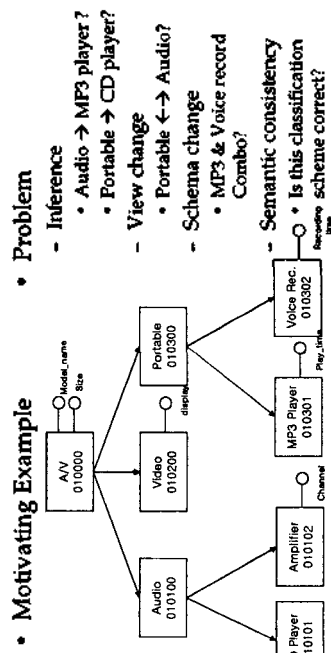 • Motivating Example
A/V
010000
Model_name
Size
Audio
010100
Video
010200
display
Portable
010300
Player
10101
Amplifier
010102
Channel
MP3 Player
010301
Play_time
Voice Rec.
010302
Recording
time
• Problem
– Inference
• Audio → MP3 player ?
• Portable → CD player?
– View change
• Portable ←→ Audio?
– Schema change
• MP3 & Voice record
Combo?
– Semantic consistency
• Is this classification
scheme correct?